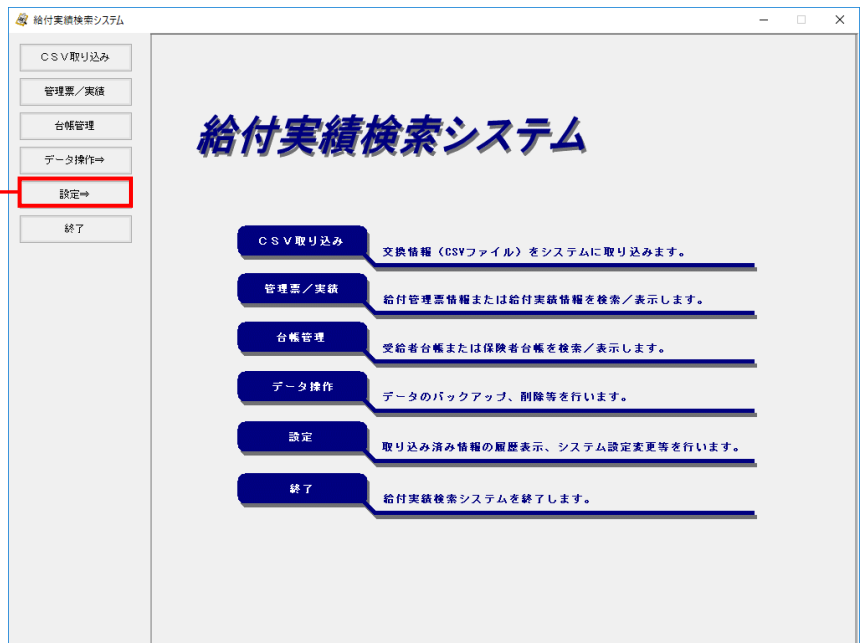 給付実績検索システム
CSV取り込み
管理票／実績
台帳管理
データ操作⇒
設定⇒
終了
給付実績検索システム
CSV取り込み
交換情報（CSVファイル）をシステムに取り込みます。
管理票／実績
給付管理票情報または給付実績情報を検索／表示します。
台帳管理
受給者台帳または保険者台帳を検索／表示します。
データ操作
データのバックアップ、削除等を行います。
設定
取り込み済み情報の履歴表示、システム設定変更等を行います。
終了
給付実績検索システムを終了します。